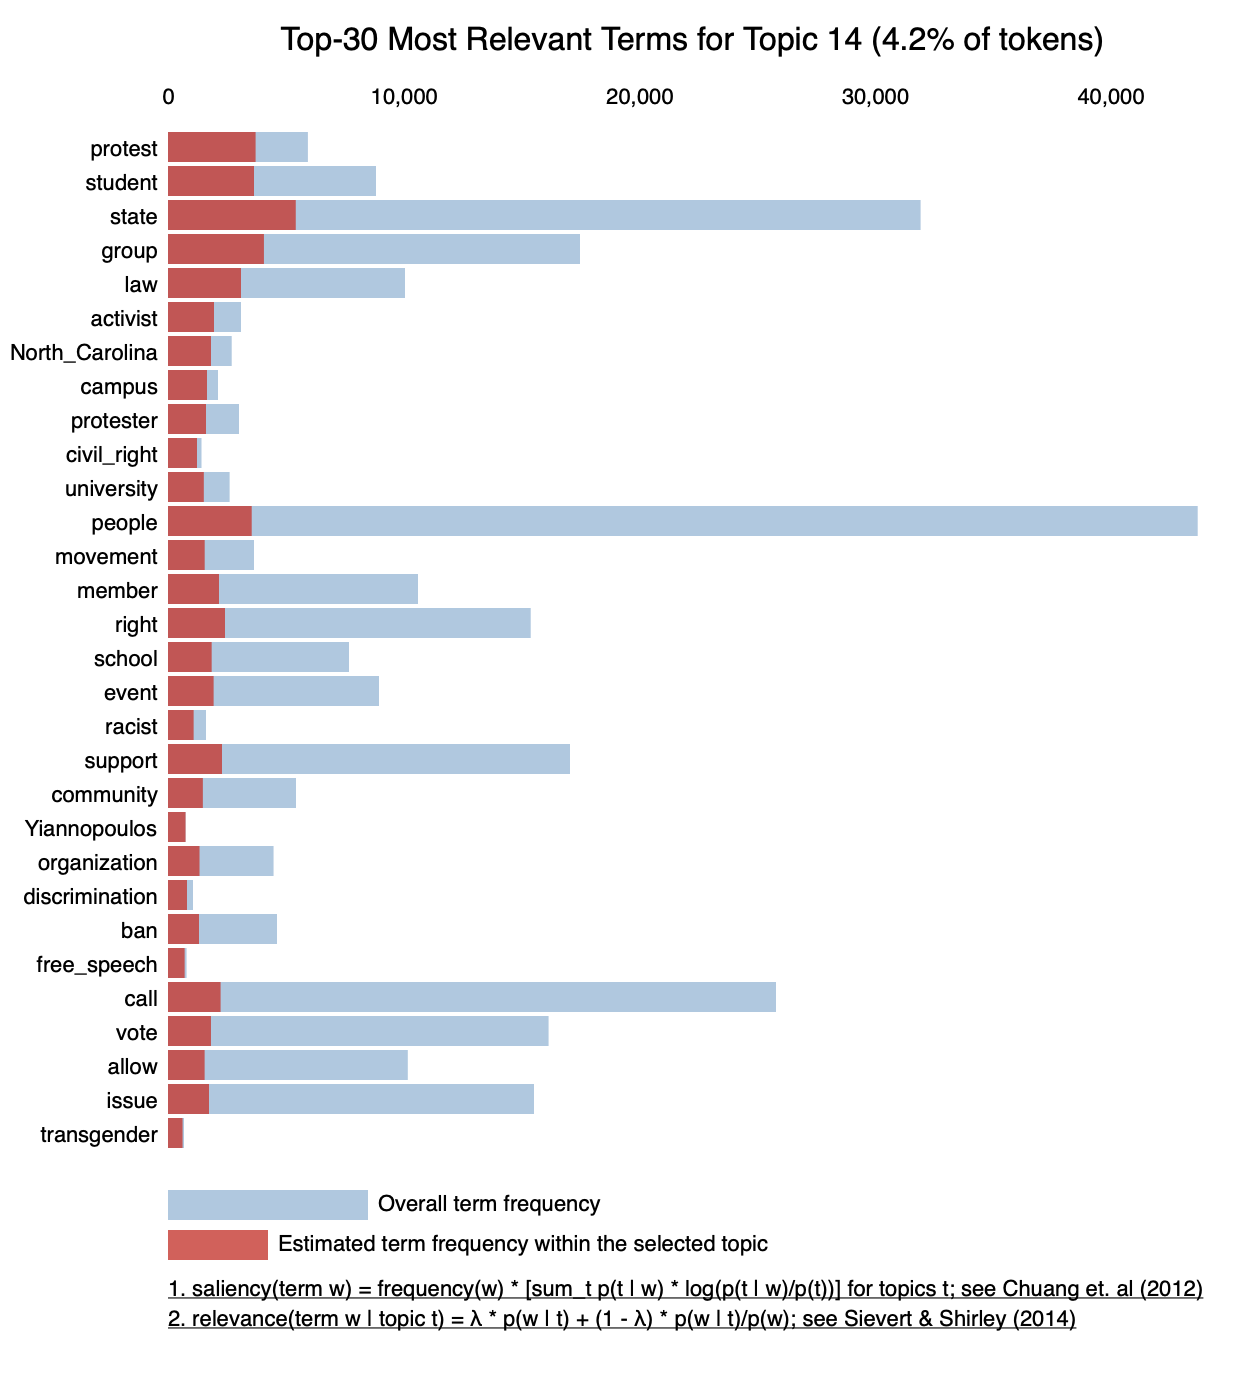 Top-30 Most Relevant Terms for Topic 14 (4.2% of tokens)
0 10,000 20,000 30,000 40,000
protest
student
state
group
law
activist
North_Carolina
campus
protester
civil_right
university
people
movement
member
right
school
event
racist
support
community
Yiannopoulos
organization
discrimination
ban
free_speech
call
vote
allow
issue
transgender
Overall term frequency
Estimated term frequency within the selected topic
1. saliency(term w) = frequency(w) * [sum_t p(t | w) * log(p(t | w)/p(t))] for topics t; see Chuang et. al (2012)
2. relevance(term w | topic t) = λ * p(w | t) + (1 - λ) * p(w | t)/p(w); see Sievert & Shirley (2014)